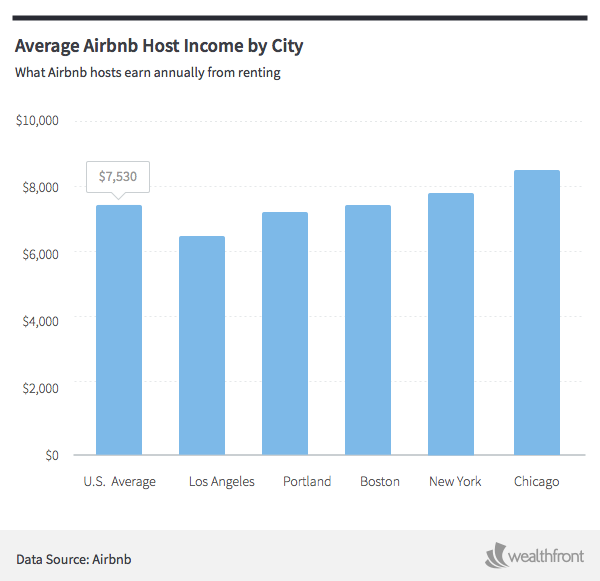 Average Airbnb Host Income by City
What Airbnb hosts earn annually from renting
$10,000
$7,530
$8,000
$6,000
$4,000
$2,000
$0
U.S. Average Los Angeles Portland Boston New York Chicago
Data Source: Airbnb
wealthfront